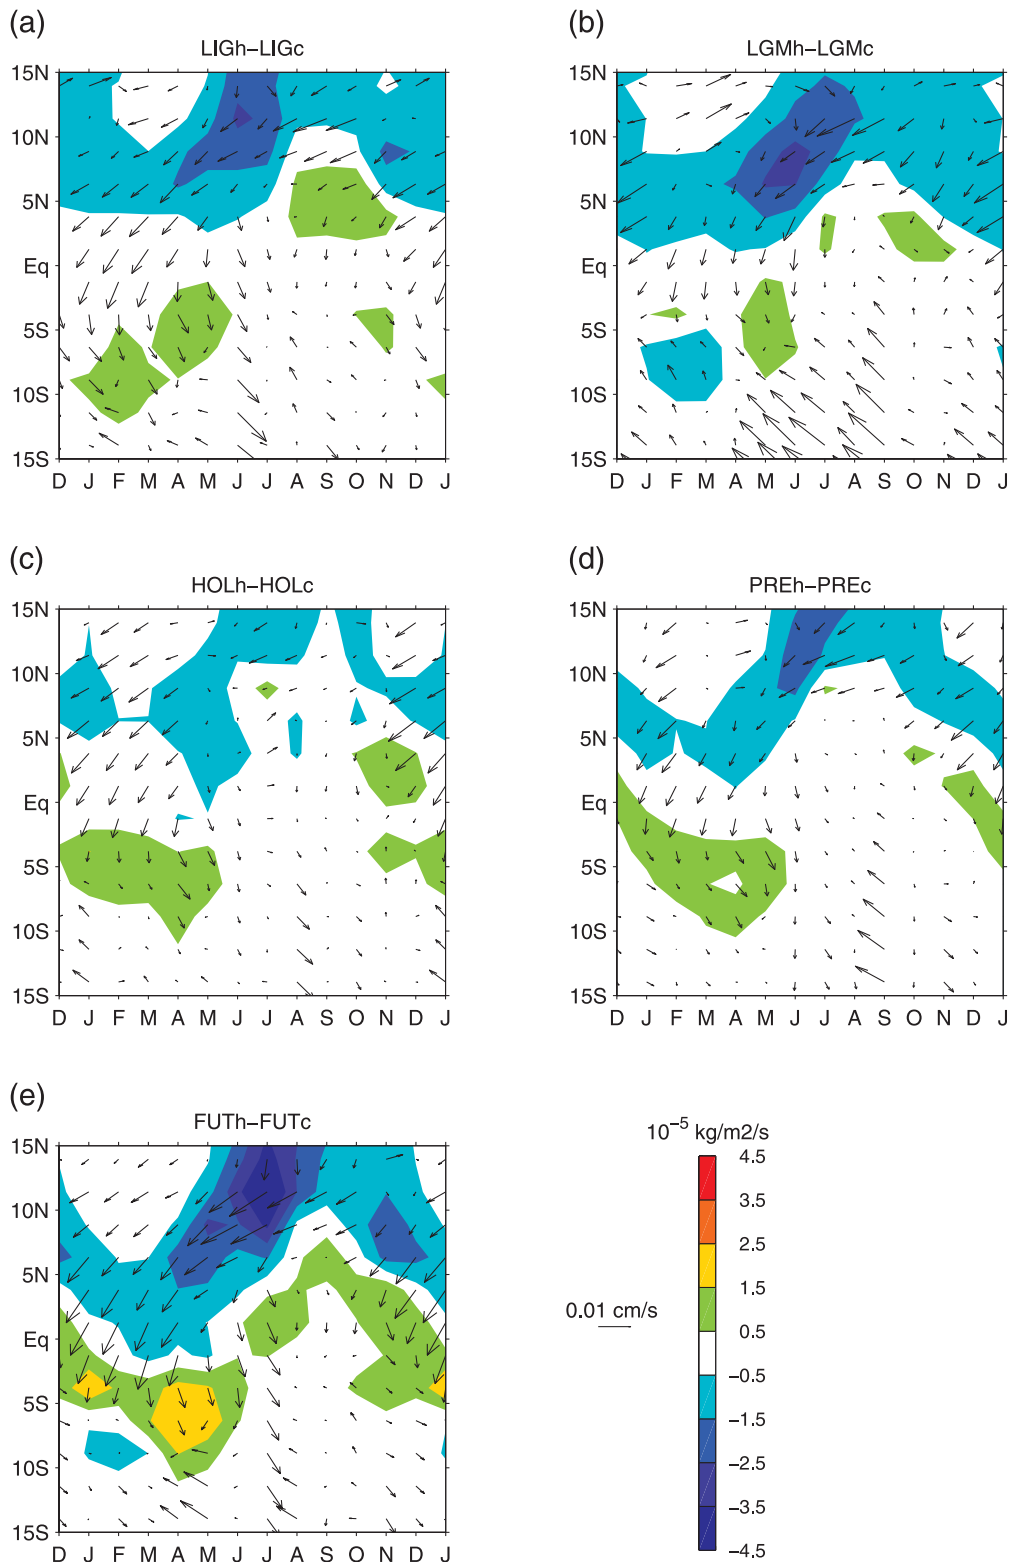 (a)
LIGh−LIGc
15N
10N
5N
Eq
5S
10S
15S
D J F M A M J J A S O N D J
(b)
LGMh−LGMc
15N
10N
5N
Eq
5S
10S
15S
D J F M A M J J A S O N D J
(c)
HOLh−HOLc
15N
10N
5N
Eq
5S
10S
15S
D J F M A M J J A S O N D J
(d)
PREh−PREc
15N
10N
5N
Eq
5S
10S
15S
D J F M A M J J A S O N D J
(e)
FUTh−FUTc
15N
10N
5N
Eq
5S
10S
15S
D J F M A M J J A S O N D J
10⁻⁵ kg/m2/s
4.5
3.5
2.5
1.5
0.5
−0.5
−1.5
−2.5
−3.5
−4.5
0.01 cm/s